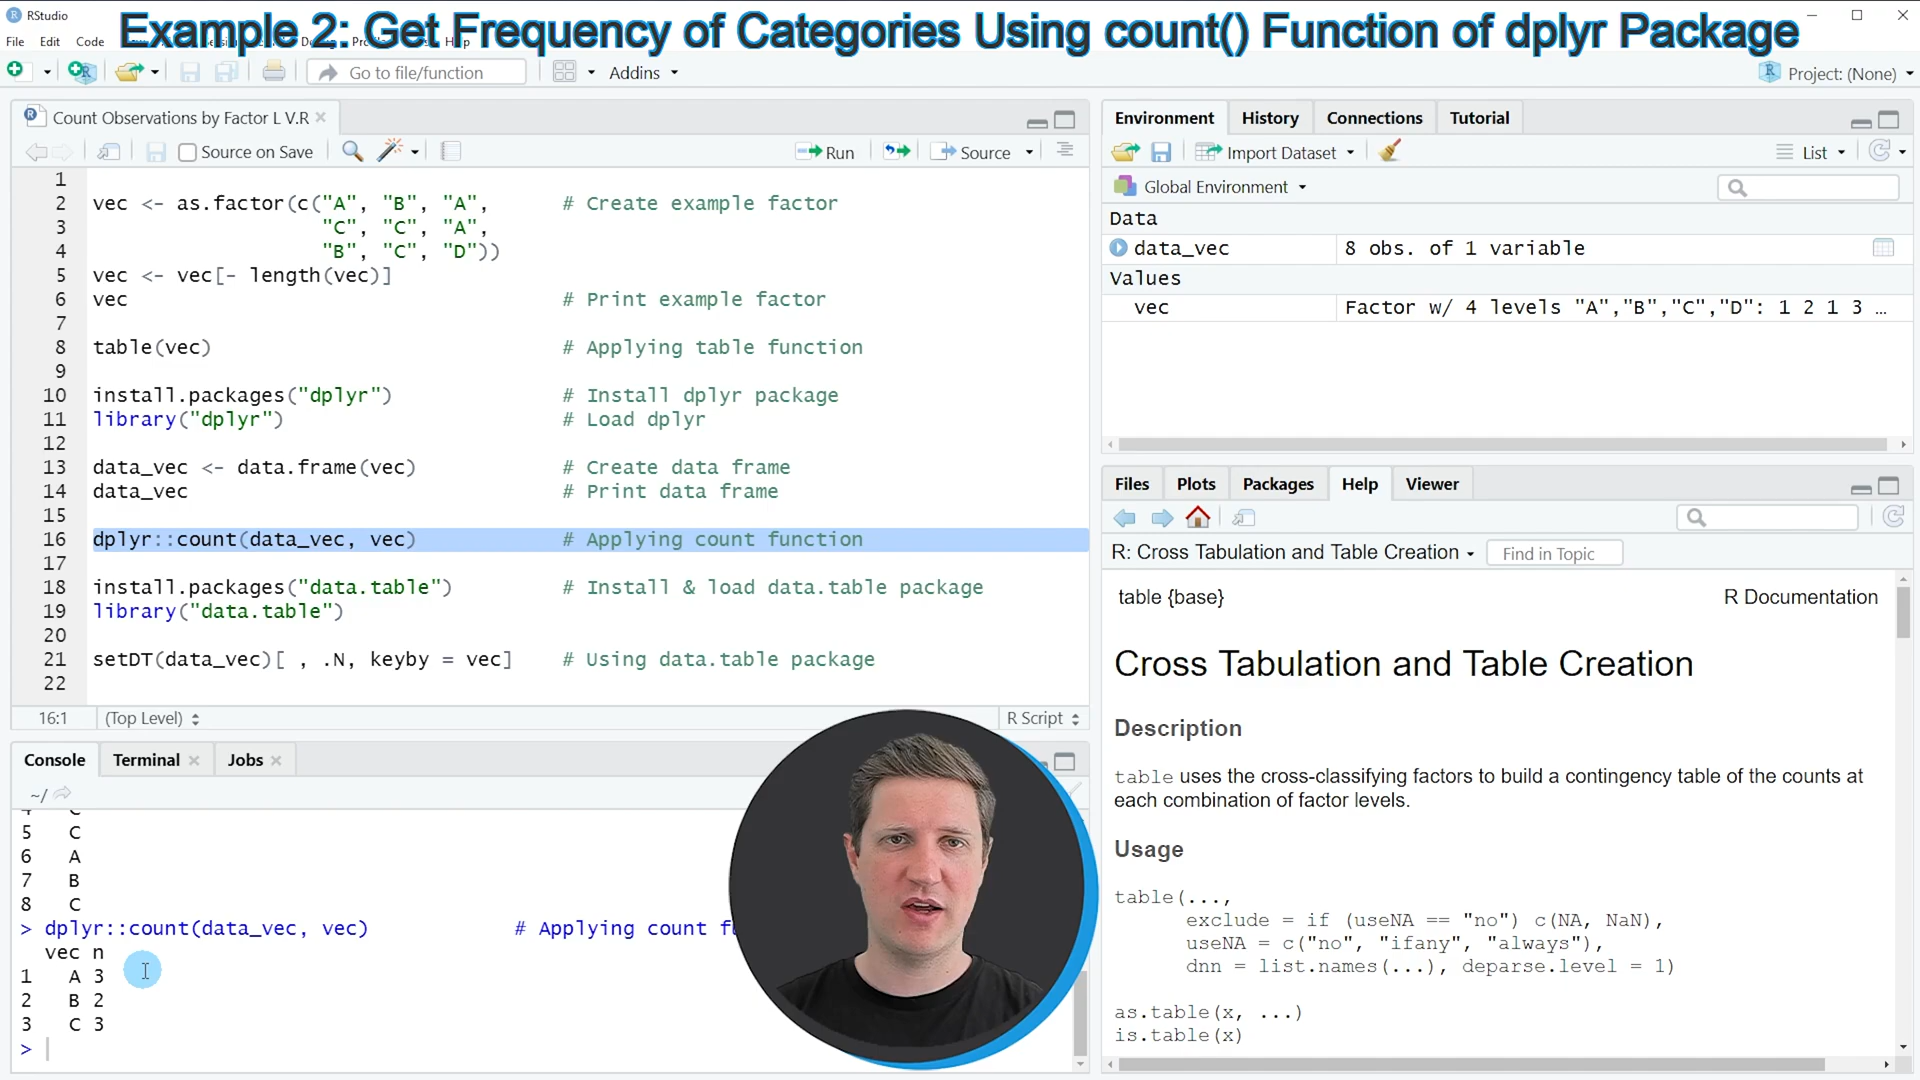 RStudio
Example 2: Get Frequency of Categories Using count() Function of dplyr Package
File Edit Code
Go to file/function
Addins
Project: (None)
Count Observations by Factor L V.R
Source on Save
Run
Source
1
2 vec <- as.factor(c("A", "B", "A", # Create example factor
3 "C", "C", "A",
4 "B", "C", "D"))
5 vec <- vec[- length(vec)]
6 vec # Print example factor
7
8 table(vec) # Applying table function
9
10 install.packages("dplyr") # Install dplyr package
11 library("dplyr") # Load dplyr
12
13 data_vec <- data.frame(vec) # Create data frame
14 data_vec # Print data frame
15
16 dplyr::count(data_vec, vec) # Applying count function
17
18 install.packages("data.table") # Install & load data.table package
19 library("data.table")
20
21 setDT(data_vec)[ , .N, keyby = vec] # Using data.table package
22
16:1 (Top Level) R Script
Console Terminal Jobs
~/
5 C
6 A
7 B
8 C
> dplyr::count(data_vec, vec) # Applying count
vec n
1 A 3
2 B 2
3 C 3
>
Environment History Connections Tutorial
Import Dataset
List
Global Environment
Data
data_vec 8 obs. of 1 variable
Values
vec Factor w/ 4 levels "A","B","C","D": 1 2 1 3 …
Files Plots Packages Help Viewer
R: Cross Tabulation and Table Creation
Find in Topic
table {base} R Documentation
Cross Tabulation and Table Creation
Description
table uses the cross-classifying factors to build a contingency table of the counts at
each combination of factor levels.
Usage
table(...,
exclude = if (useNA == "no") c(NA, NaN),
useNA = c("no", "ifany", "always"),
dnn = list.names(...), deparse.level = 1)
as.table(x, ...)
is.table(x)